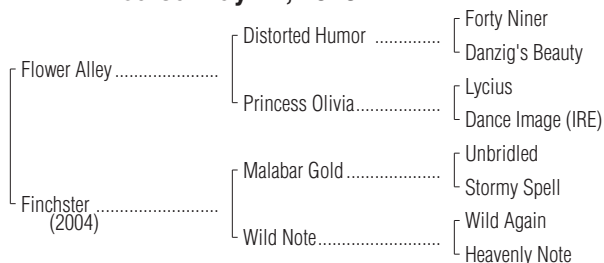 Forty Niner
Distorted Humor ..............
Danzig's Beauty
Flower Alley ......................
Lycius
Princess Olivia..................
Dance Image (IRE)
Unbridled
Malabar Gold....................
Stormy Spell
Finchster ..........................
(2004)
Wild Again
Wild Note..........................
Heavenly Note